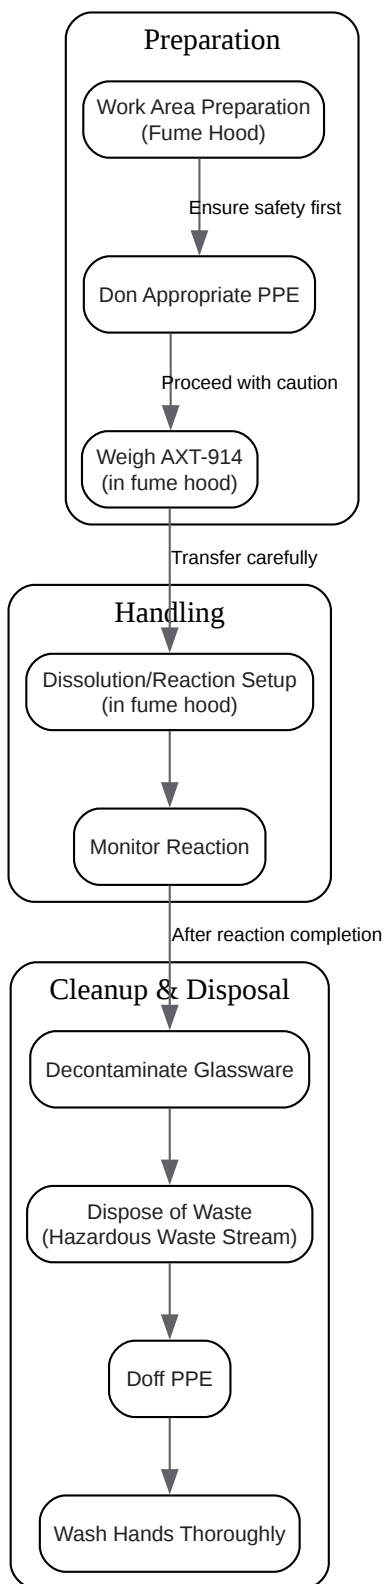 Preparation
Work Area Preparation
(Fume Hood)
Ensure safety first
Don Appropriate PPE
Proceed with caution
Weigh AXT-914
(in fume hood)
Transfer carefully
Handling
Dissolution/Reaction Setup
(in fume hood)
Monitor Reaction
After reaction completion
Cleanup & Disposal
Decontaminate Glassware
Dispose of Waste
(Hazardous Waste Stream)
Doff PPE
Wash Hands Thoroughly